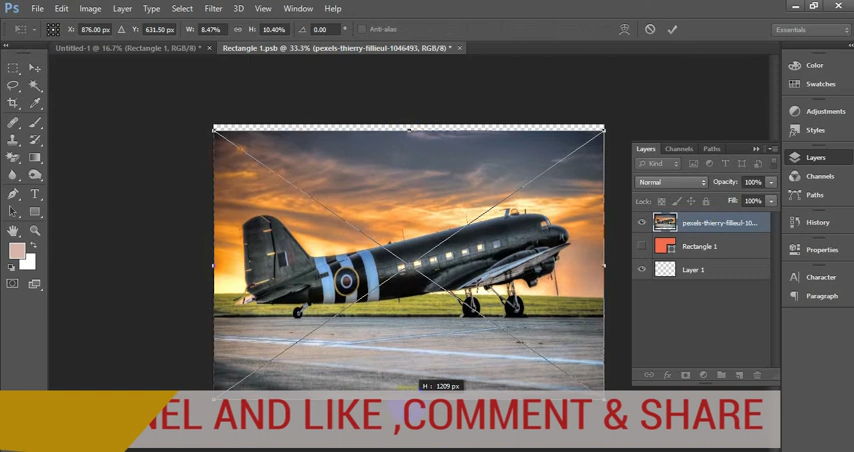 Ps File Edit Image Layer Type Select Filter 3D View Window Help
X: 876.00 px Y: 631.50 px W: 8.47% H: 10.40% 0.00 ° Anti-alias Essentials
Untitled-1 @ 16.7% (Rectangle 1, RGB/8) * × Rectangle 1.psb @ 33.3% (pexels-thierry-fillieul-1046493, RGB/8) * ×
Color
Swatches
Adjustments
Styles
Layers
Channels
Paths
History
Properties
Character
Paragraph
Layers Channels Paths
Kind
Normal Opacity: 100%
Lock: Fill: 100%
pexels-thierry-fillieul-10...
Rectangle 1
Layer 1
H : 1209 px
NEL AND LIKE ,COMMENT & SHARE